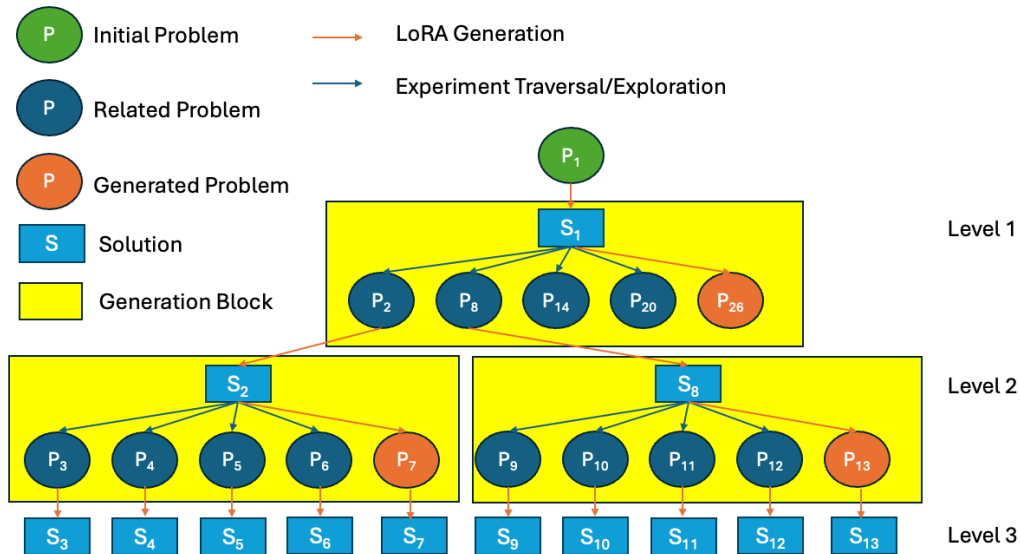 P Initial Problem
LoRA Generation
P Related Problem
Experiment Traversal/Exploration
P Generated Problem
S Solution
Generation Block
P₁
S₁
Level 1
P₂ P₈ P₁₄ P₂₀ P₂₆
S₂ S₈
Level 2
P₃ P₄ P₅ P₆ P₇ P₉ P₁₀ P₁₁ P₁₂ P₁₃
S₃ S₄ S₅ S₆ S₇ S₉ S₁₀ S₁₁ S₁₂ S₁₃
Level 3